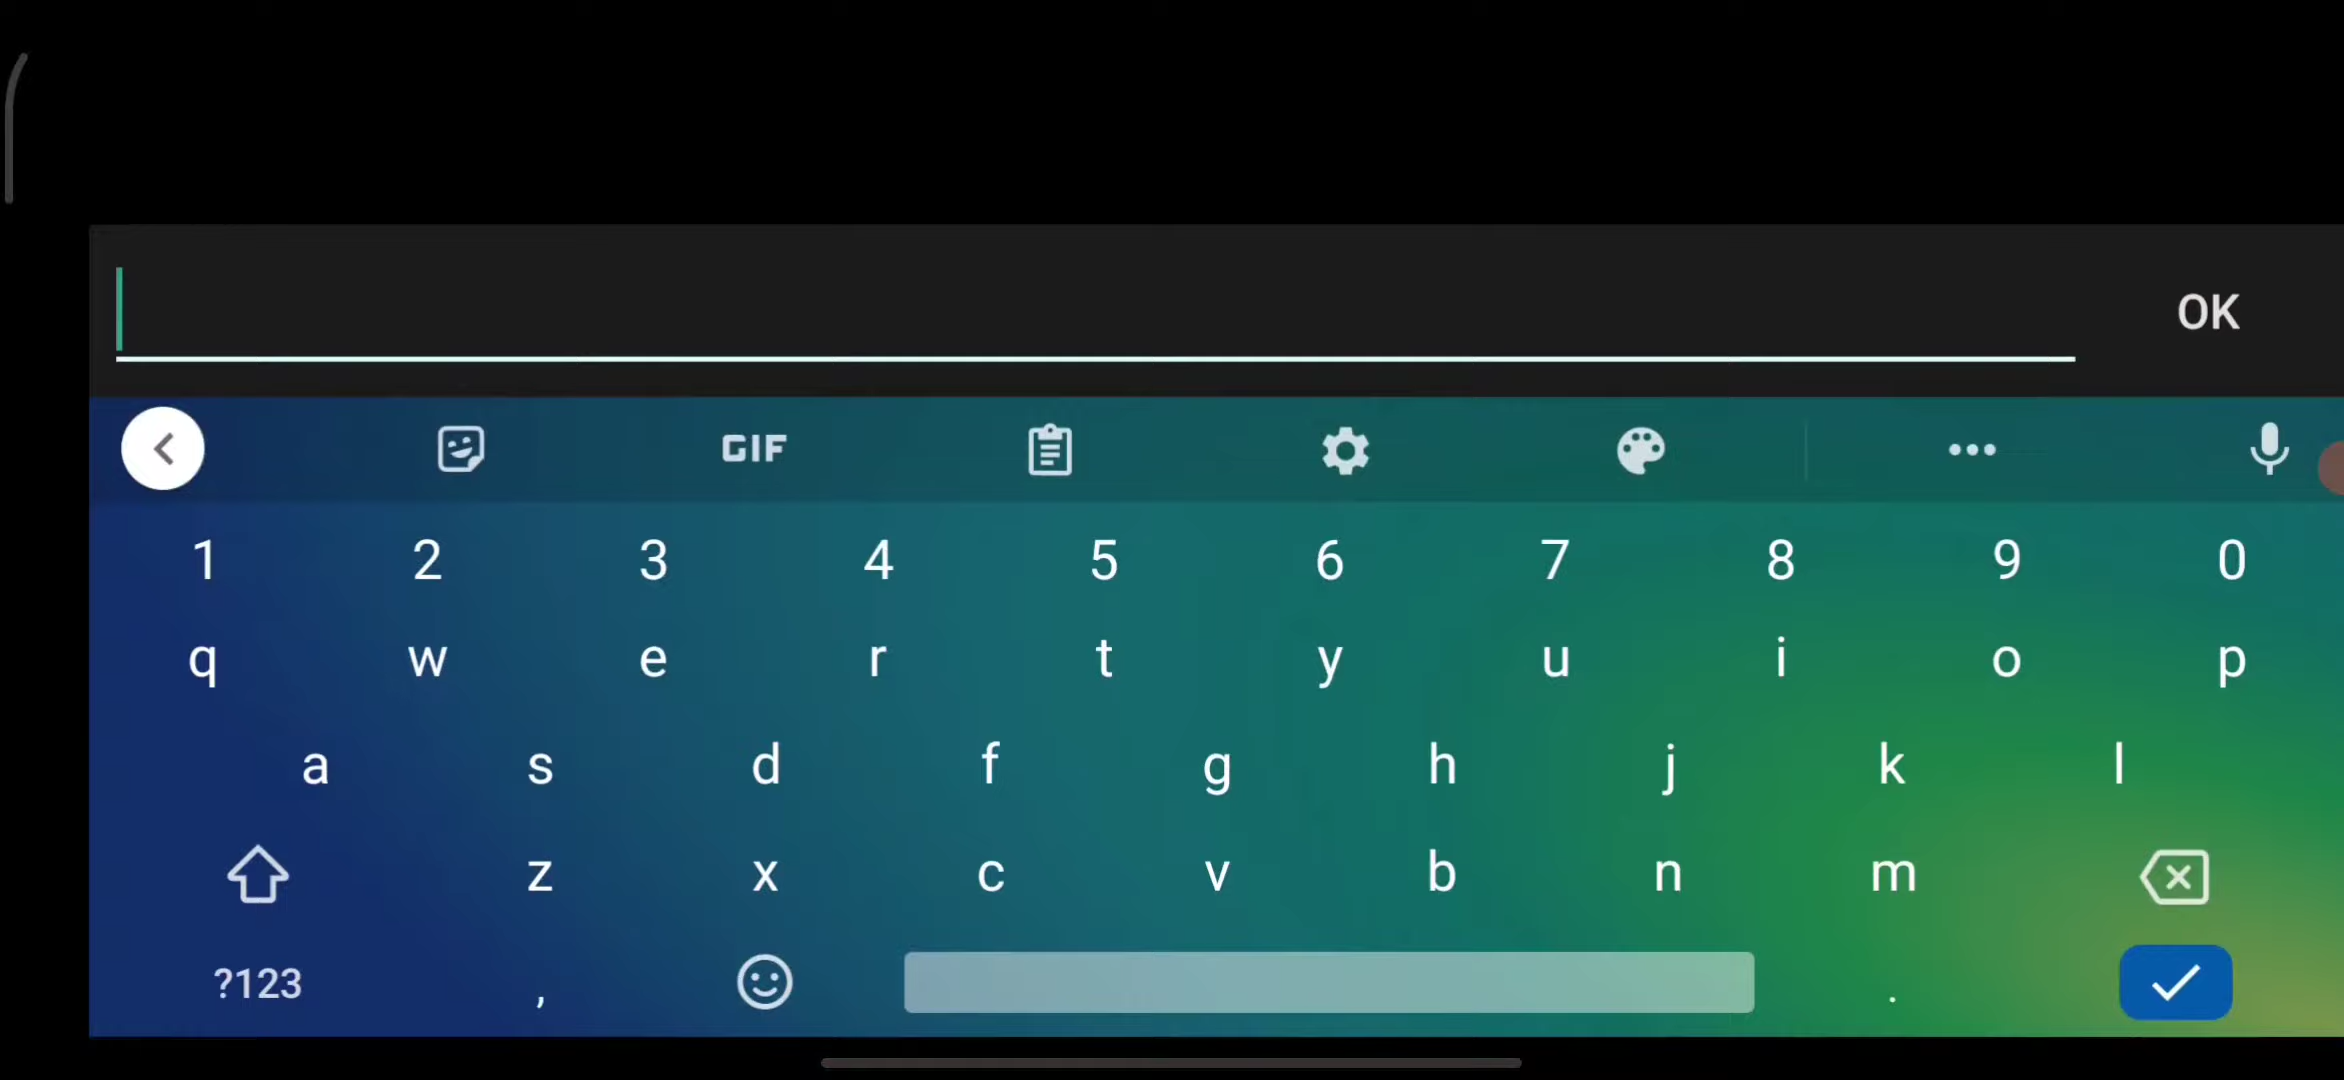 OK
GIF
1 2 3 4 5 6 7 8 9 0
q w e r t y u i o p
a s d f g h j k l
z x c v b n m
?123 , .